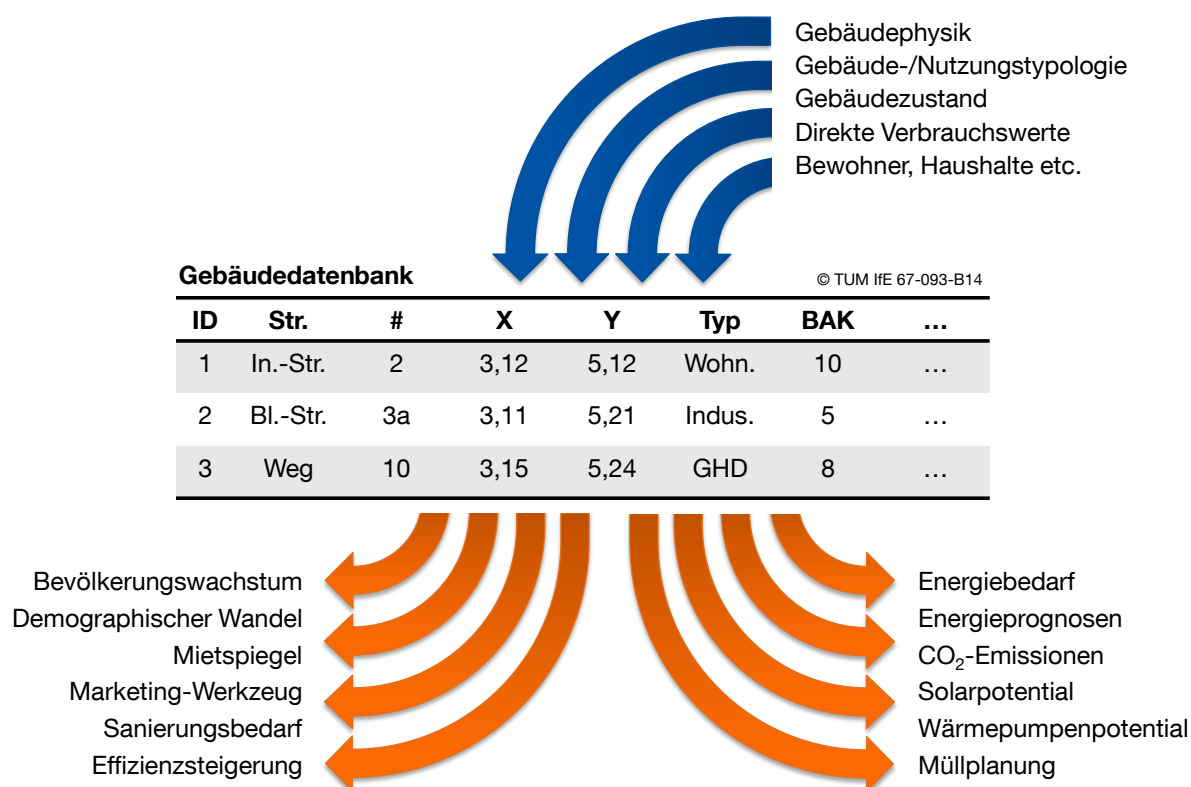 Gebäudephysik
Gebäude-/Nutzungstypologie
Gebäudezustand
Direkte Verbrauchswerte
Bewohner, Haushalte etc.
Gebäudedatenbank
© TUM IfE 67-093-B14
ID Str. # X Y Typ BAK …
1 In.-Str. 2 3,12 5,12 Wohn. 10 …
2 Bl.-Str. 3a 3,11 5,21 Indus. 5 …
3 Weg 10 3,15 5,24 GHD 8 …
Bevölkerungswachstum
Demographischer Wandel
Mietspiegel
Marketing-Werkzeug
Sanierungsbedarf
Effizienzsteigerung
Energiebedarf
Energieprognosen
CO₂-Emissionen
Solarpotential
Wärmepumpenpotential
Müllplanung